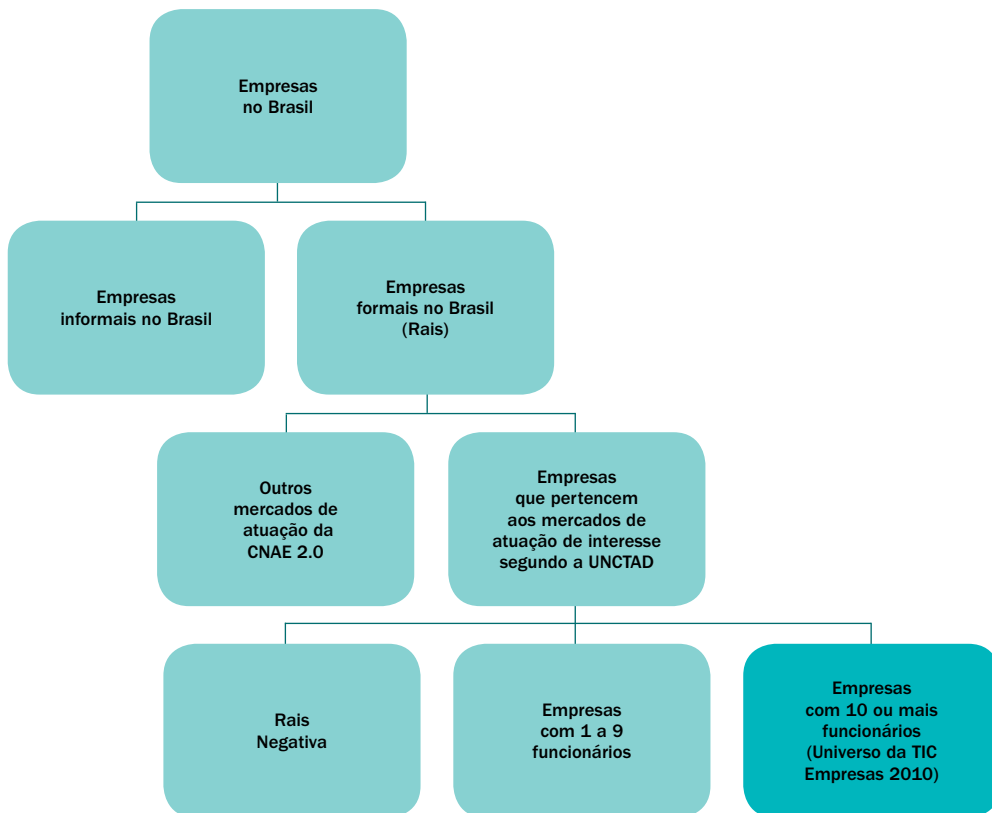 Empresas
no Brasil
Empresas
informais no Brasil
Empresas
formais no Brasil
(Rais)
Outros
mercados de
atuação da
CNAE 2.0
Empresas
que pertencem
aos mercados de
atuação de interesse
segundo a UNCTAD
Rais
Negativa
Empresas
com 1 a 9
funcionários
Empresas
com 10 ou mais
funcionários
(Universo da TIC
Empresas 2010)